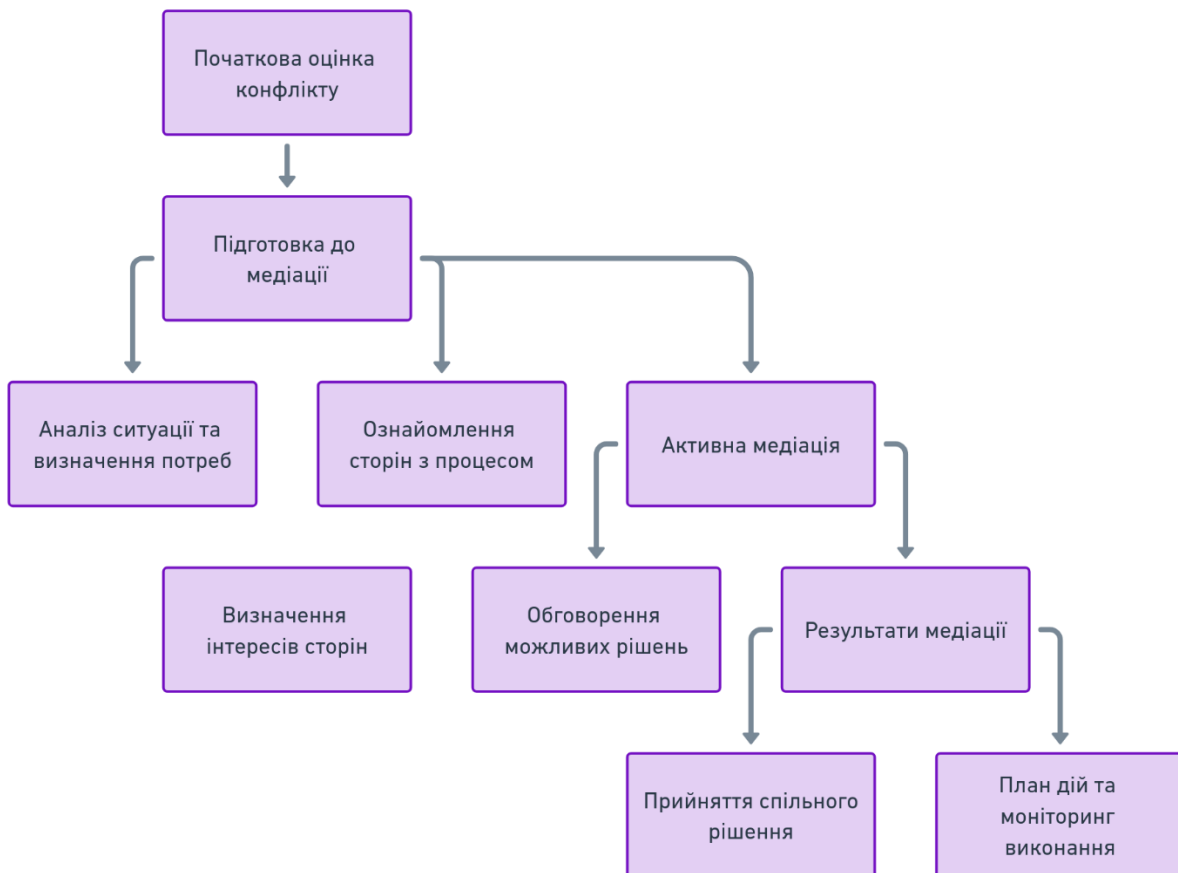 Початкова оцінка
конфлікту
Підготовка до
медіації
Аналіз ситуації та
визначення потреб
Ознайомлення
сторін з процесом
Активна медіація
Визначення
інтересів сторін
Обговорення
можливих рішень
Результати медіації
Прийняття спільного
рішення
План дій та
моніторинг
виконання